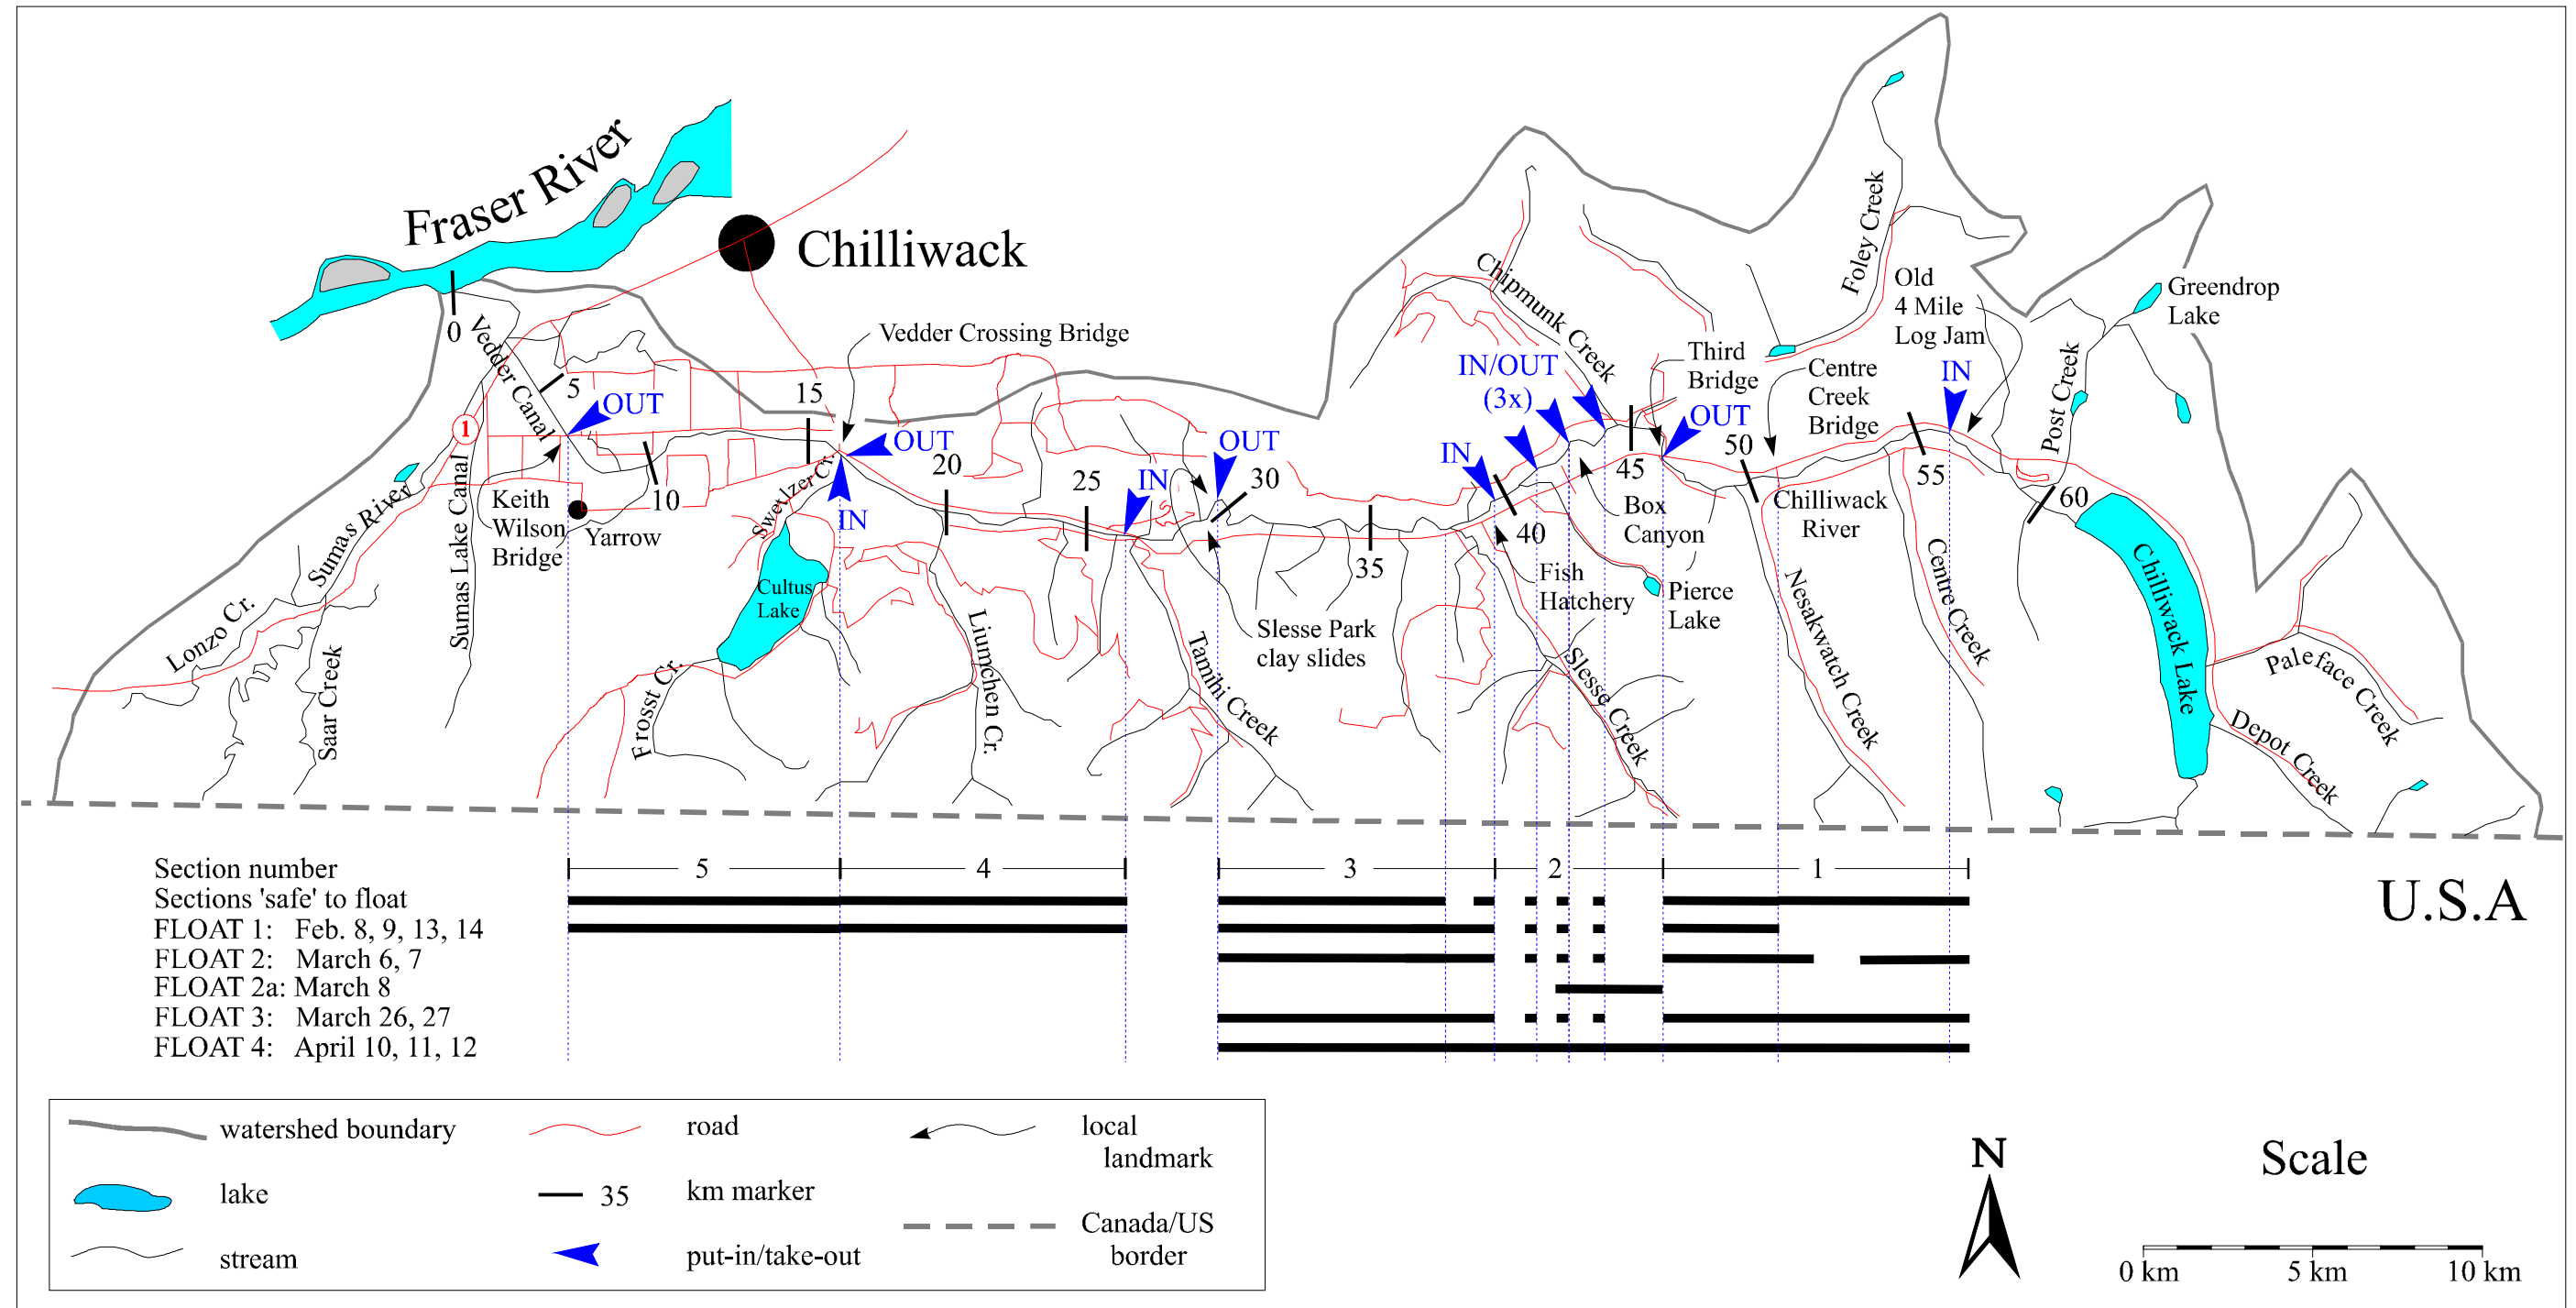 Fraser River
Chilliwack
0
Vedder Canal
5
OUT
15
Vedder Crossing Bridge
1
OUT
20
10
Keith
Wilson
Bridge
Yarrow
Swetlzer Cr.
IN
Cultus
Lake
Sumas River
Sumas Lake Canal
Lonzo Cr.
Saar Creek
Frosst Cr.
Liumchen Cr.
25
IN
OUT
30
Tamihi Creek
Slesse Park
clay slides
35
IN
IN/OUT
(3x)
Chipmunk Creek
40
Fish
Hatchery
Slesse Creek
Box
Canyon
Pierce
Lake
45
Third
Bridge
OUT
50
Centre
Creek
Bridge
Chilliwack
River
Nesakwatch Creek
Foley Creek
Old
4 Mile
Log Jam
IN
55
Centre Creek
60
Post Creek
Greendrop
Lake
Chilliwack Lake
Paleface Creek
Depot Creek
U.S.A
Section number 5 4 3 2 1
Sections 'safe' to float
FLOAT 1: Feb. 8, 9, 13, 14
FLOAT 2: March 6, 7
FLOAT 2a: March 8
FLOAT 3: March 26, 27
FLOAT 4: April 10, 11, 12
watershed boundary
lake
stream
road
35 km marker
put-in/take-out
local
landmark
Canada/US
border
N
Scale
0 km 5 km 10 km